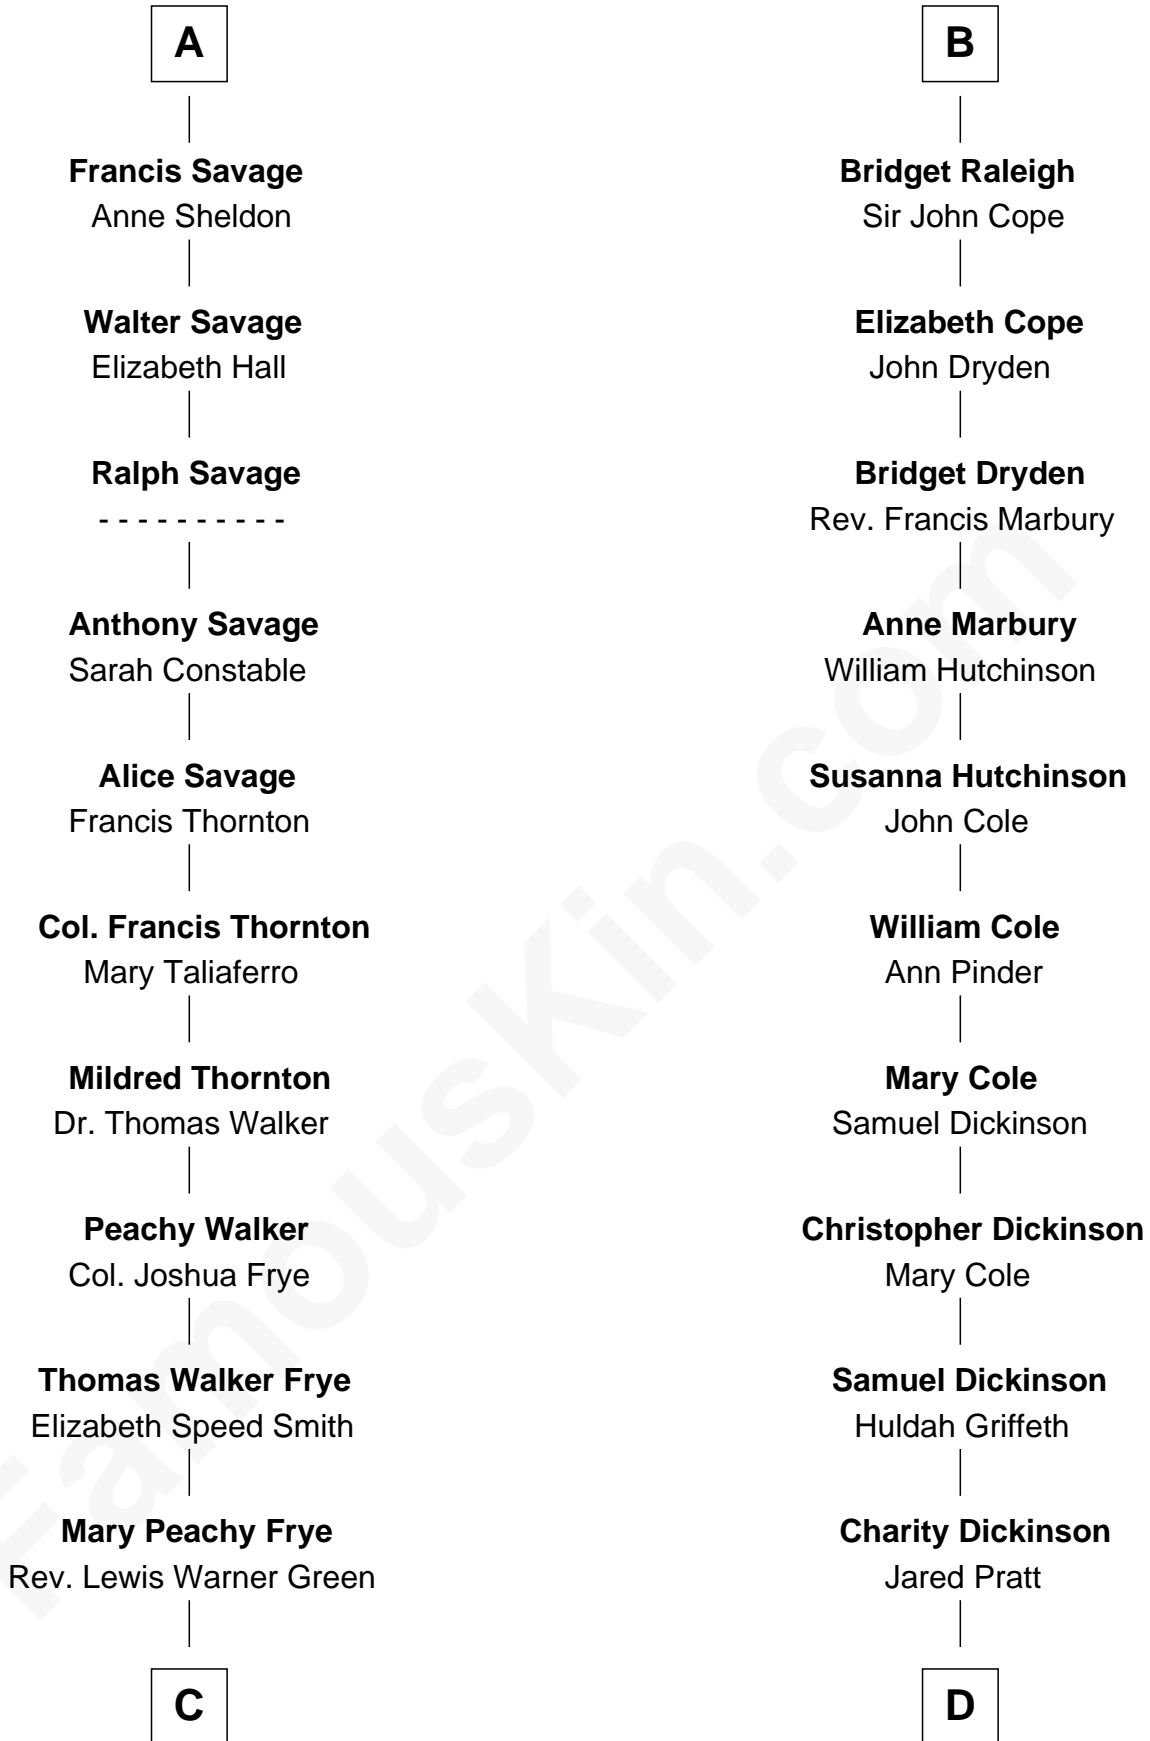 A
Francis Savage
Anne Sheldon
Walter Savage
Elizabeth Hall
Ralph Savage
- - - - - - - - - -
Anthony Savage
Sarah Constable
Alice Savage
Francis Thornton
Col. Francis Thornton
Mary Taliaferro
Mildred Thornton
Dr. Thomas Walker
Peachy Walker
Col. Joshua Frye
Thomas Walker Frye
Elizabeth Speed Smith
Mary Peachy Frye
Rev. Lewis Warner Green
C
B
Bridget Raleigh
Sir John Cope
Elizabeth Cope
John Dryden
Bridget Dryden
Rev. Francis Marbury
Anne Marbury
William Hutchinson
Susanna Hutchinson
John Cole
William Cole
Ann Pinder
Mary Cole
Samuel Dickinson
Christopher Dickinson
Mary Cole
Samuel Dickinson
Huldah Griffeth
Charity Dickinson
Jared Pratt
D
FamousKin.com